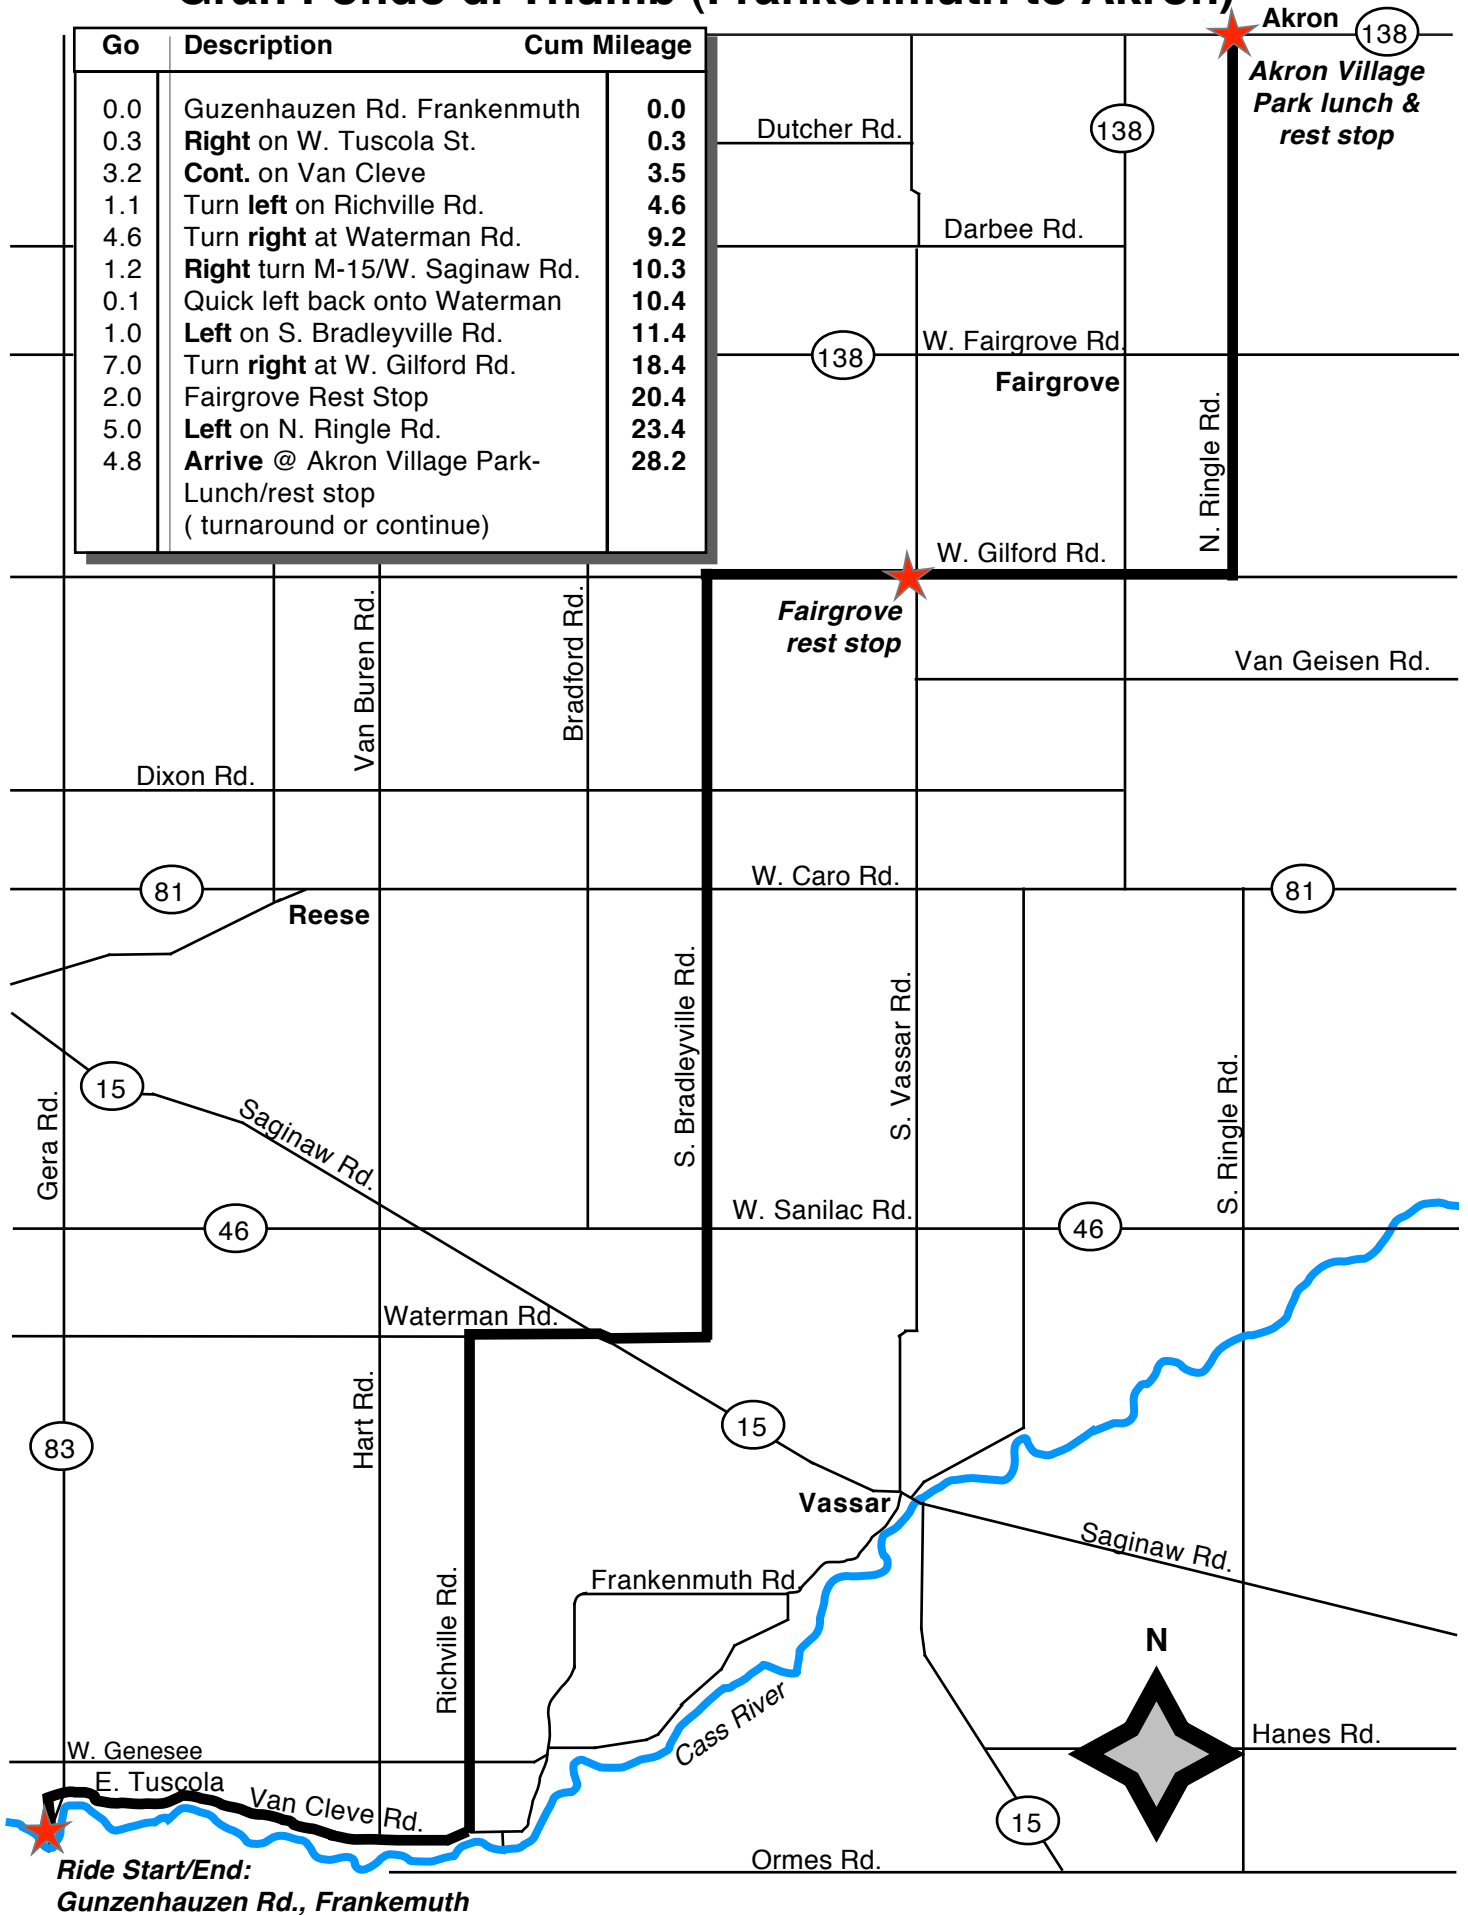 Gran Fondo di Thumb (Frankenmuth to Akron)
Go Description Cum Mileage
0.0 Guzenhauzen Rd. Frankenmuth 0.0
0.3 Right on W. Tuscola St. 0.3
3.2 Cont. on Van Cleve 3.5
1.1 Turn left on Richville Rd. 4.6
4.6 Turn right at Waterman Rd. 9.2
1.2 Right turn M-15/W. Saginaw Rd. 10.3
0.1 Quick left back onto Waterman 10.4
1.0 Left on S. Bradleyville Rd. 11.4
7.0 Turn right at W. Gilford Rd. 18.4
2.0 Fairgrove Rest Stop 20.4
5.0 Left on N. Ringle Rd. 23.4
4.8 Arrive @ Akron Village Park- 28.2
Lunch/rest stop
( turnaround or continue)
Akron
138
Akron Village
Park lunch &
rest stop
Dutcher Rd.
138
Darbee Rd.
W. Fairgrove Rd.
138
Fairgrove
N. Ringle Rd.
W. Gilford Rd.
Fairgrove
rest stop
Van Buren Rd.
Bradford Rd.
Van Geisen Rd.
Dixon Rd.
W. Caro Rd.
81
81
Reese
S. Bradleyville Rd.
S. Vassar Rd.
S. Ringle Rd.
15
Gera Rd.
Saginaw Rd.
W. Sanilac Rd.
46
46
Waterman Rd.
Hart Rd.
83
15
Vassar
Saginaw Rd.
Frankenmuth Rd.
Richville Rd.
N
Cass River
Hanes Rd.
W. Genesee
E. Tuscola
Van Cleve Rd.
15
Ormes Rd.
Ride Start/End:
Gunzenhauzen Rd., Frankemuth